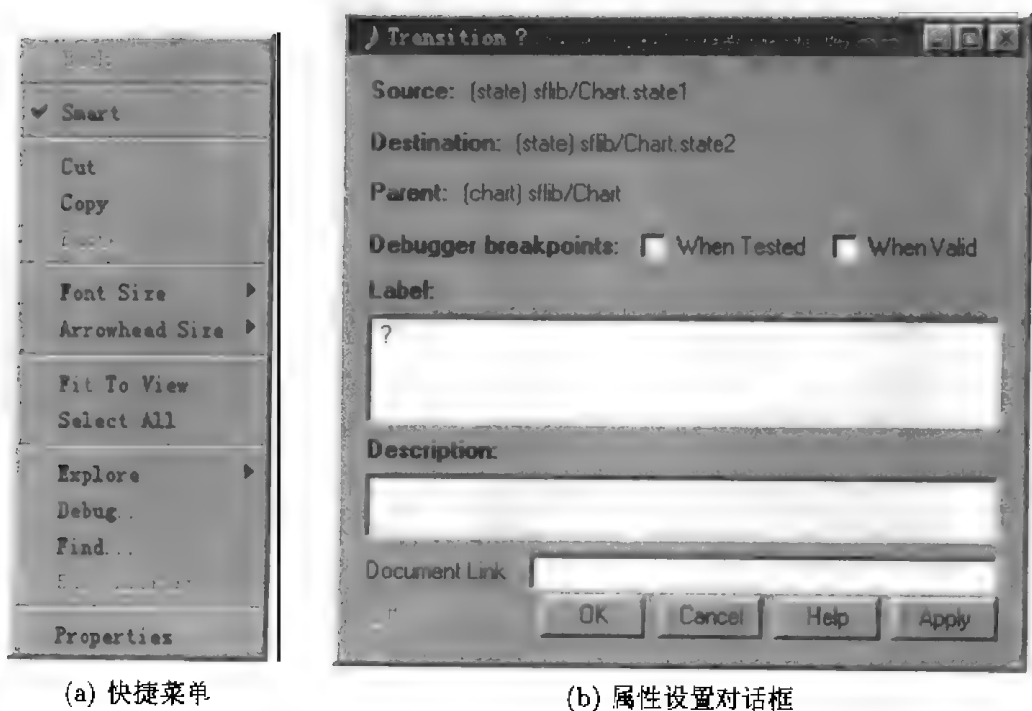 Smart
Cut
Copy
Font Size
Arrowhead Size
Fit To View
Select All
Explore
Debug..
Find...
Properties
(a) 快捷菜单
Transition ?
Source: (state) sflib/Chart.state1
Destination: (state) sflib/Chart.state2
Parent: (chart) sflib/Chart
Debugger breakpoints: When Tested When Valid
Label:
?
Description:
Document Link
OK Cancel Help Apply
(b) 属性设置对话框